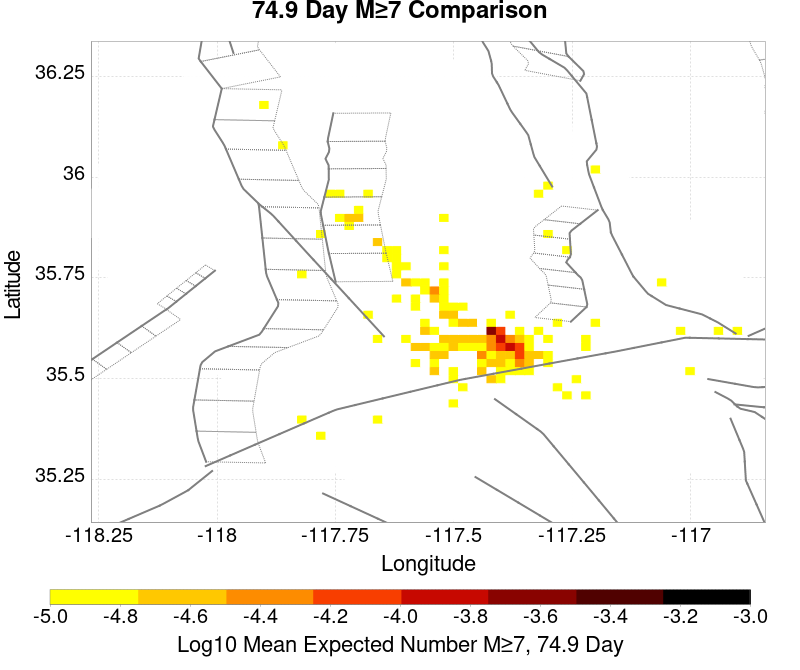 74.9 Day M≥7 Comparison
36.25
36
35.75
35.5
35.25
Latitude
-118.25 -118 -117.75 -117.5 -117.25 -117
Longitude
-5.0 -4.8 -4.6 -4.4 -4.2 -4.0 -3.8 -3.6 -3.4 -3.2 -3.0
Log10 Mean Expected Number M≥7, 74.9 Day